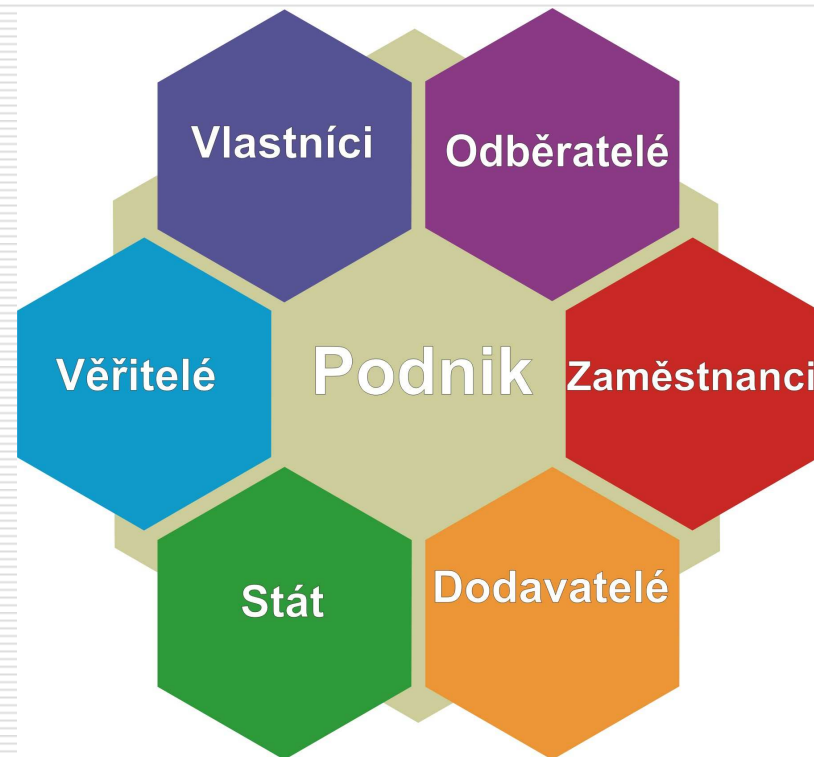 Vlastníci
Odběratelé
Věřitelé
Podnik
Zaměstnanci
Stát
Dodavatelé